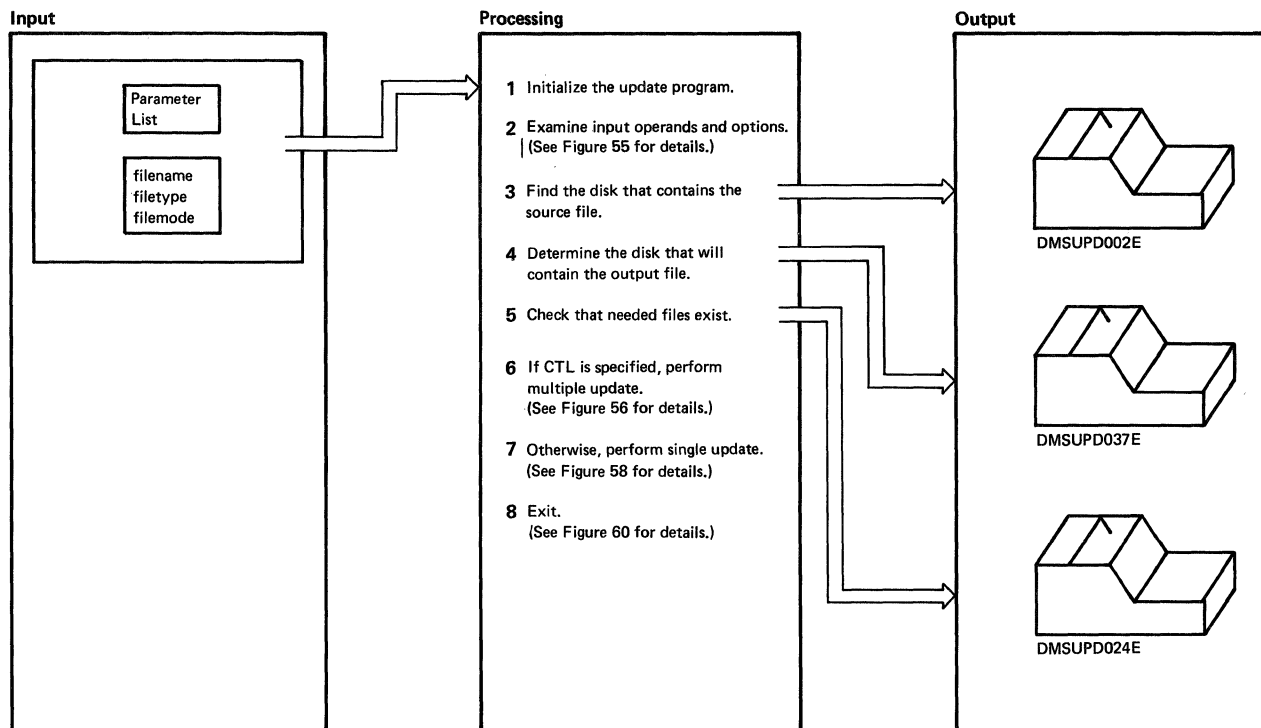 Input
Parameter
List
filename
filetype
filemode
Processing
1 Initialize the update program.
2 Examine input operands and options.
(See Figure 55 for details.)
3 Find the disk that contains the
source file.
4 Determine the disk that will
contain the output file.
5 Check that needed files exist.
6 If CTL is specified, perform
multiple update.
(See Figure 56 for details.)
7 Otherwise, perform single update.
(See Figure 58 for details.)
8 Exit.
(See Figure 60 for details.)
Output
DMSUPD002E
DMSUPD037E
DMSUPD024E